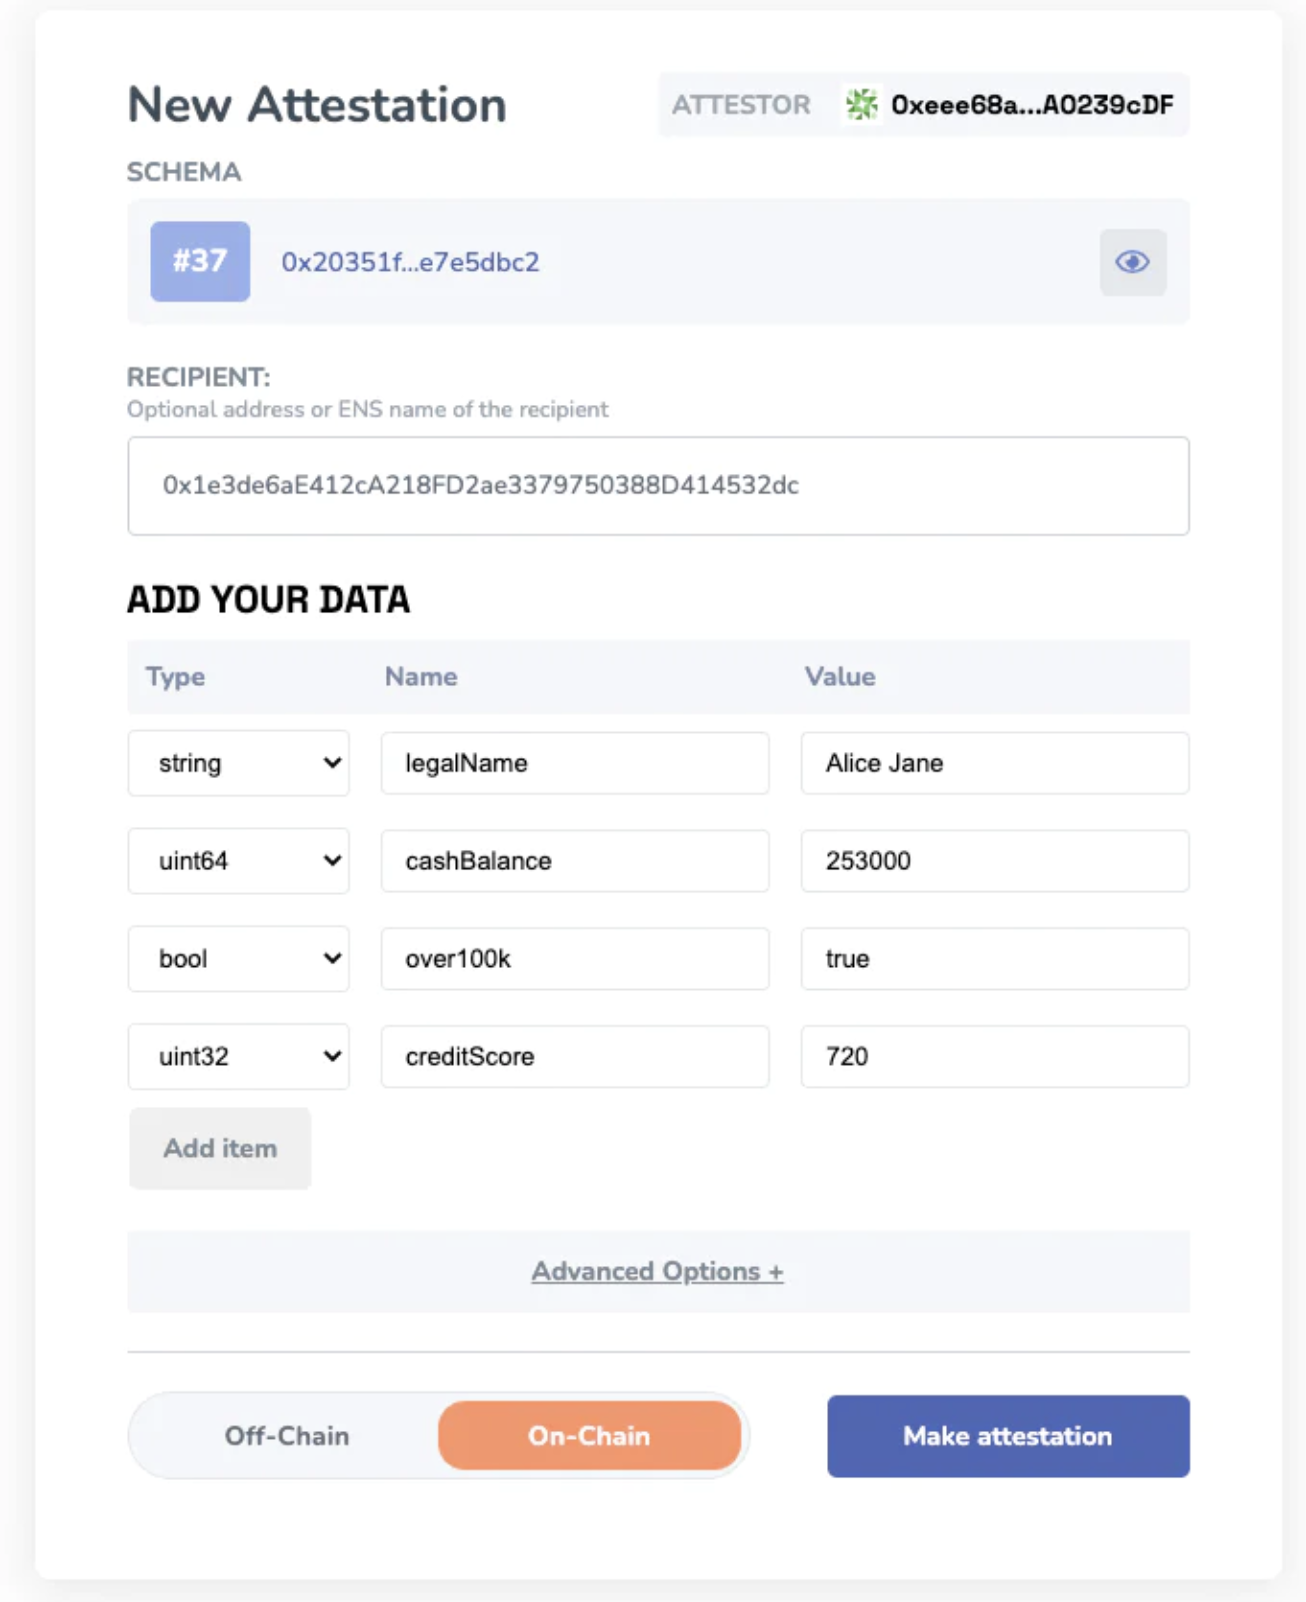 New Attestation
ATTESTOR 0xeee68a...A0239cDF
SCHEMA
#37 0x20351f...e7e5dbc2
RECIPIENT:
Optional address or ENS name of the recipient
0x1e3de6aE412cA218FD2ae3379750388D414532dc
ADD YOUR DATA
Type Name Value
string legalName Alice Jane
uint64 cashBalance 253000
bool over100k true
uint32 creditScore 720
Add item
Advanced Options +
Off-Chain On-Chain Make attestation